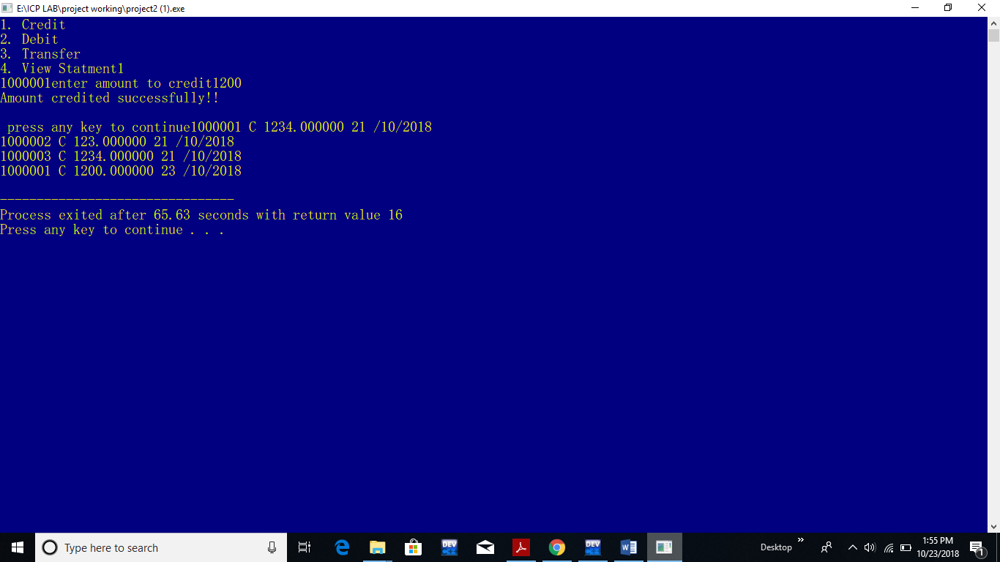 E:\ICP LAB\project working\project2 (1).exe
1. Credit
2. Debit
3. Transfer
4. View Statment1
1000001enter amount to credit1200
Amount credited successfully!!
press any key to continue1000001 C 1234.000000 21 /10/2018
1000002 C 123.000000 21 /10/2018
1000003 C 1234.000000 21 /10/2018
1000001 C 1200.000000 23 /10/2018
--------------------------------
Process exited after 65.63 seconds with return value 16
Press any key to continue . . .
Type here to search
DEV
DEV
Desktop
1:55 PM
10/23/2018
1